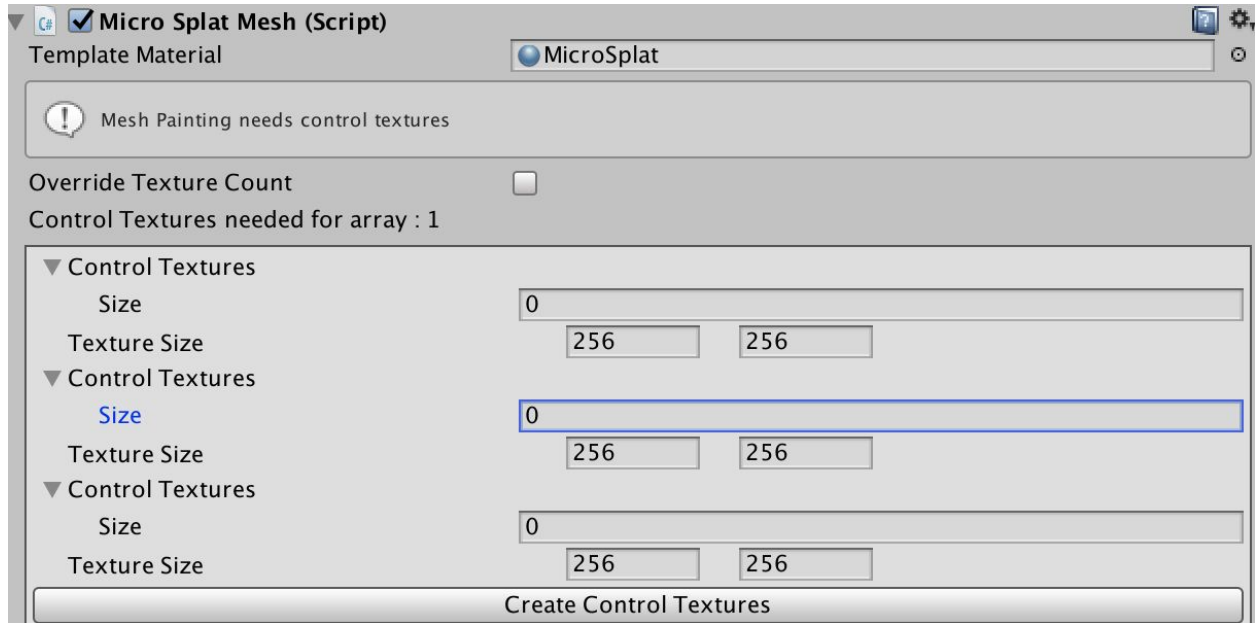 Micro Splat Mesh (Script)
Template Material MicroSplat
Mesh Painting needs control textures
Override Texture Count
Control Textures needed for array : 1
Control Textures
Size 0
Texture Size 256 256
Control Textures
Size 0
Texture Size 256 256
Control Textures
Size 0
Texture Size 256 256
Create Control Textures